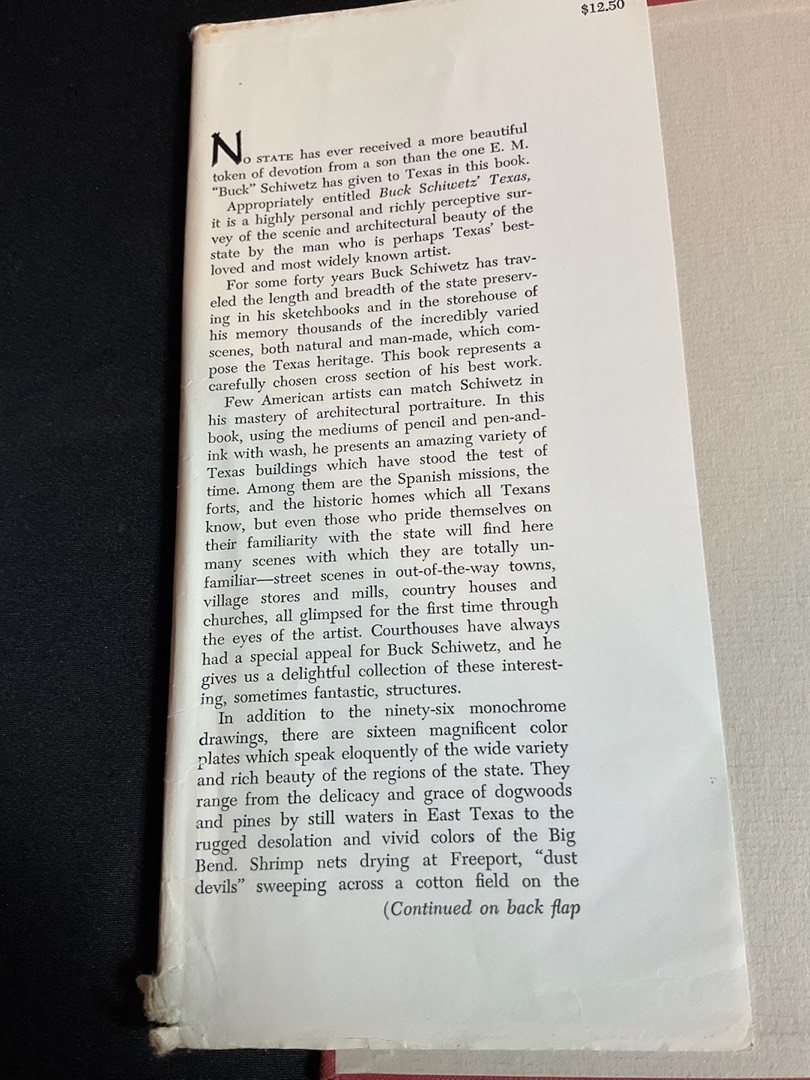 $12.50
No state has ever received a more beautiful
token of devotion from a son than the one E. M.
“Buck” Schiwetz has given to Texas in this book.
Appropriately entitled Buck Schiwetz’ Texas,
it is a highly personal and richly perceptive sur-
vey of the scenic and architectural beauty of the
state by the man who is perhaps Texas’ best-
loved and most widely known artist.
For some forty years Buck Schiwetz has trav-
eled the length and breadth of the state preserv-
ing in his sketchbooks and in the storehouse of
his memory thousands of the incredibly varied
scenes, both natural and man-made, which com-
pose the Texas heritage. This book represents a
carefully chosen cross section of his best work.
Few American artists can match Schiwetz in
his mastery of architectural portraiture. In this
book, using the mediums of pencil and pen-and-
ink with wash, he presents an amazing variety of
Texas buildings which have stood the test of
time. Among them are the Spanish missions, the
forts, and the historic homes which all Texans
know, but even those who pride themselves on
their familiarity with the state will find here
many scenes with which they are totally un-
familiar—street scenes in out-of-the-way towns,
village stores and mills, country houses and
churches, all glimpsed for the first time through
the eyes of the artist. Courthouses have always
had a special appeal for Buck Schiwetz, and he
gives us a delightful collection of these interest-
ing, sometimes fantastic, structures.
In addition to the ninety-six monochrome
drawings, there are sixteen magnificent color
plates which speak eloquently of the wide variety
and rich beauty of the regions of the state. They
range from the delicacy and grace of dogwoods
and pines by still waters in East Texas to the
rugged desolation and vivid colors of the Big
Bend. Shrimp nets drying at Freeport, “dust
devils” sweeping across a cotton field on the
(Continued on back flap